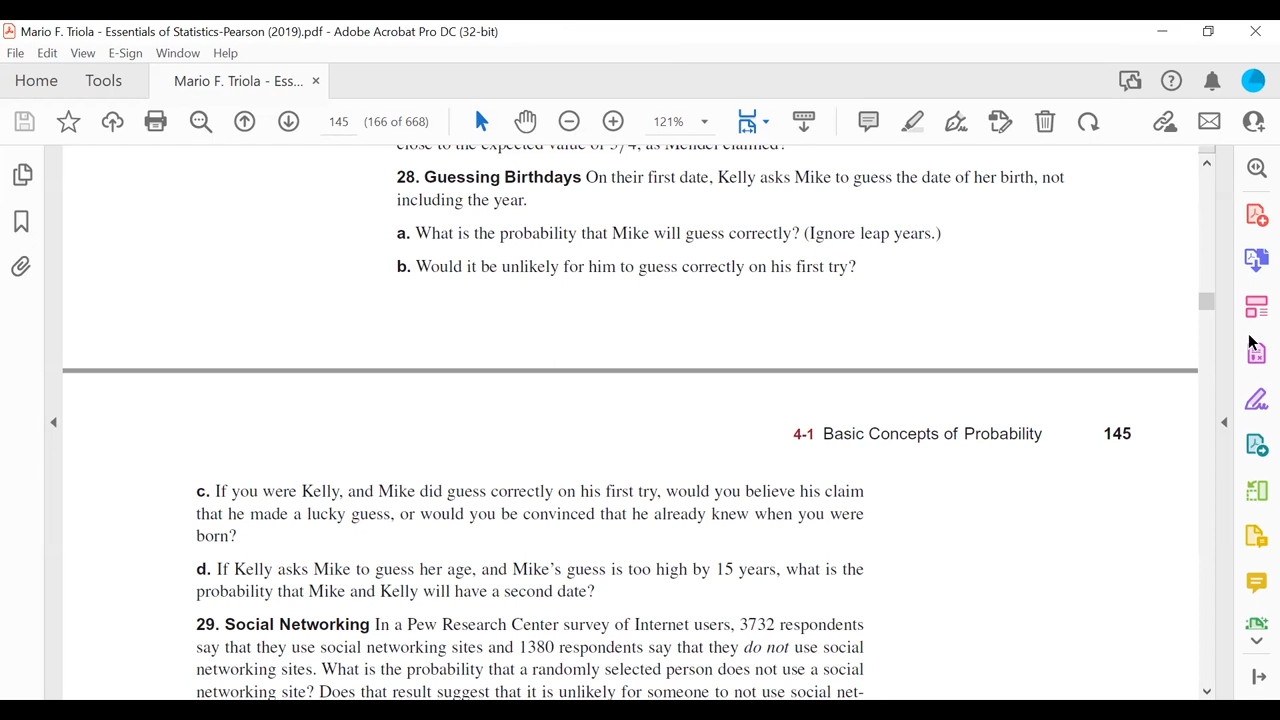 Mario F. Triola - Essentials of Statistics-Pearson (2019).pdf - Adobe Acrobat Pro DC (32-bit)
File Edit View E-Sign Window Help
Home Tools Mario F. Triola - Ess... ×
145 (166 of 668) 121%
close to the expected value of 3/4, as Mendel claimed?
28. Guessing Birthdays On their first date, Kelly asks Mike to guess the date of her birth, not
including the year.
a. What is the probability that Mike will guess correctly? (Ignore leap years.)
b. Would it be unlikely for him to guess correctly on his first try?
4-1 Basic Concepts of Probability 145
c. If you were Kelly, and Mike did guess correctly on his first try, would you believe his claim
that he made a lucky guess, or would you be convinced that he already knew when you were
born?
d. If Kelly asks Mike to guess her age, and Mike's guess is too high by 15 years, what is the
probability that Mike and Kelly will have a second date?
29. Social Networking In a Pew Research Center survey of Internet users, 3732 respondents
say that they use social networking sites and 1380 respondents say that they do not use social
networking sites. What is the probability that a randomly selected person does not use a social
networking site? Does that result suggest that it is unlikely for someone to not use social net-